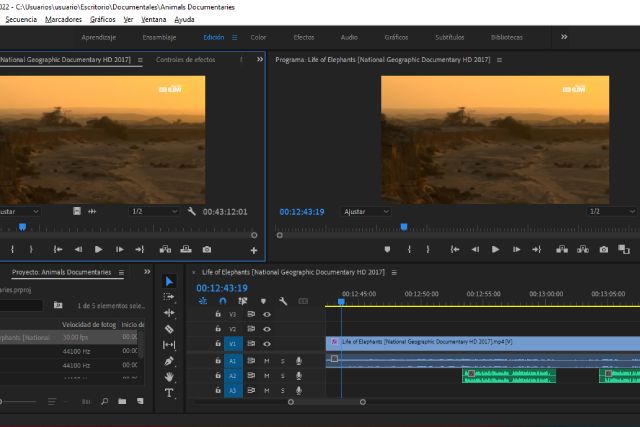 022 - C:\Usuarios\usuario\Escritorio\Documentales\Animals Documentaries
Secuencia Marcadores Gráficos Ver Ventana Ayuda
Aprendizaje Ensamblaje Edición Color Efectos Audio Gráficos Subtítulos Bibliotecas
National Geographic Documentary HD 2017] Controles de efectos
Programa: Life of Elephants [National Geographic Documentary HD 2017]
justar 1/2 00:43:12:01
00:12:43:19 Ajustar 1/2
Proyecto: Animals Documentaries
aries.prproj
1 de 5 elementos sele...
Velocidad de fotog Inicio de
ephants [National 30.00 fps 00:00
44100 Hz 00:00
44100 Hz 00:00
44100 Hz 00:00
× Life of Elephants [National Geographic Documentary HD 2017]
00:12:43:19
00:12:45:00 00:12:50:00 00:12:55:00 00:13:00:00 00:13:05:00
V3
V2
V1 Life of Elephants [National Geographic Documentary HD 2017].mp4 [V]
A1 M S
A2 M S
A3 M S
T